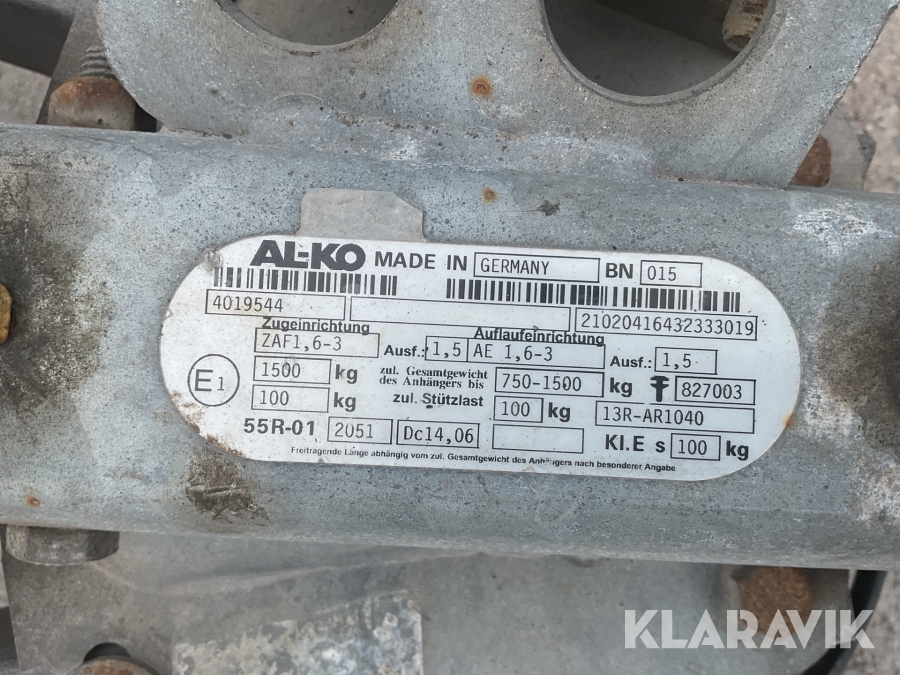 AL-KO MADE IN GERMANY BN 015
4019544 21020416432333019
Zugeinrichtung Auflaufeinrichtung
ZAF1,6-3 Ausf.: 1,5 AE 1,6-3 Ausf.: 1,5
E1 1500 kg zul. Gesamtgewicht des Anhängers bis 750-1500 kg 827003
100 kg zul. Stützlast 100 kg 13R-AR1040
55R-01 2051 Dc14,06 Kl.E s 100 kg
Freitragende Länge abhängig vom zul. Gesamtgewicht des Anhängers nach besonderer Angabe
KLARAVIK